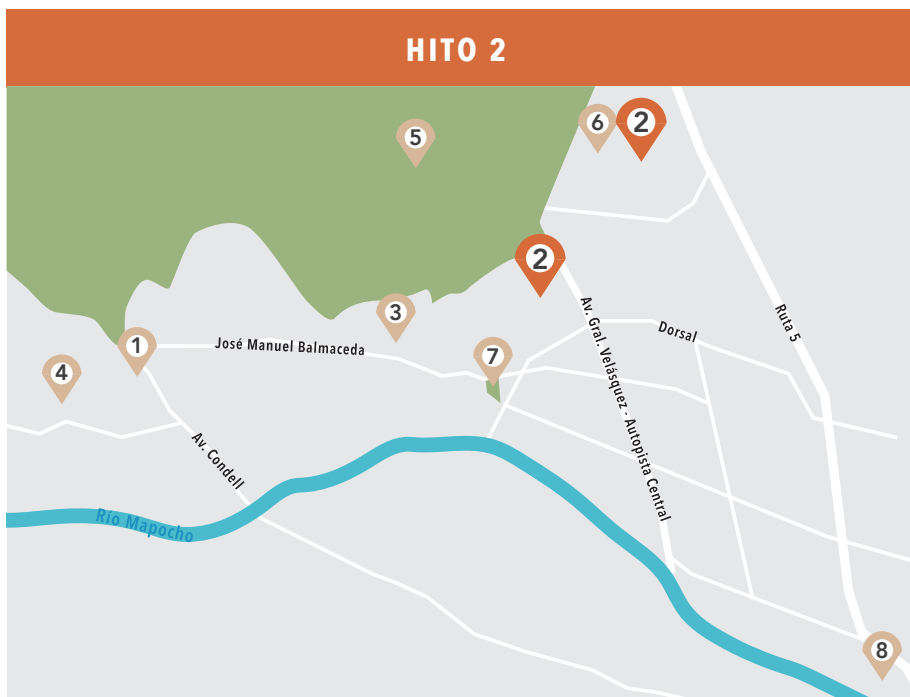 HITO 2
5
6
2
2
3
Av. Gral. Velásquez - Autopista Central
Ruta 5
Dorsal
1
José Manuel Balmaceda
7
4
Av. Condell
Río Mapocho
8